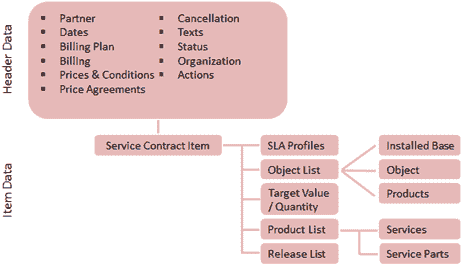 Header Data
Partner
Dates
Billing Plan
Billing
Prices & Conditions
Price Agreements
Cancellation
Texts
Status
Organization
Actions
Item Data
Service Contract Item
SLA Profiles
Object List
Target Value
/ Quantity
Product List
Release List
Installed Base
Object
Products
Services
Service Parts